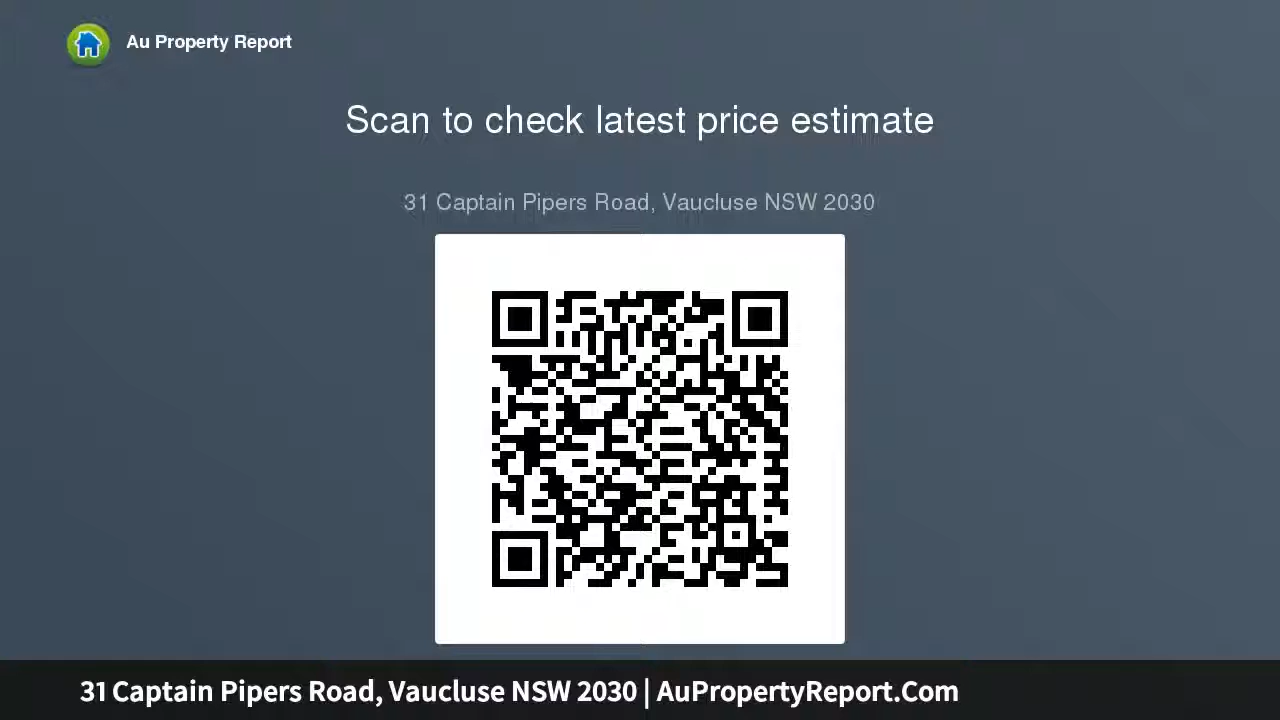 Au Property Report
Scan to check latest price estimate
31 Captain Pipers Road, Vaucluse NSW 2030
31 Captain Pipers Road, Vaucluse NSW 2030 | AuPropertyReport.Com